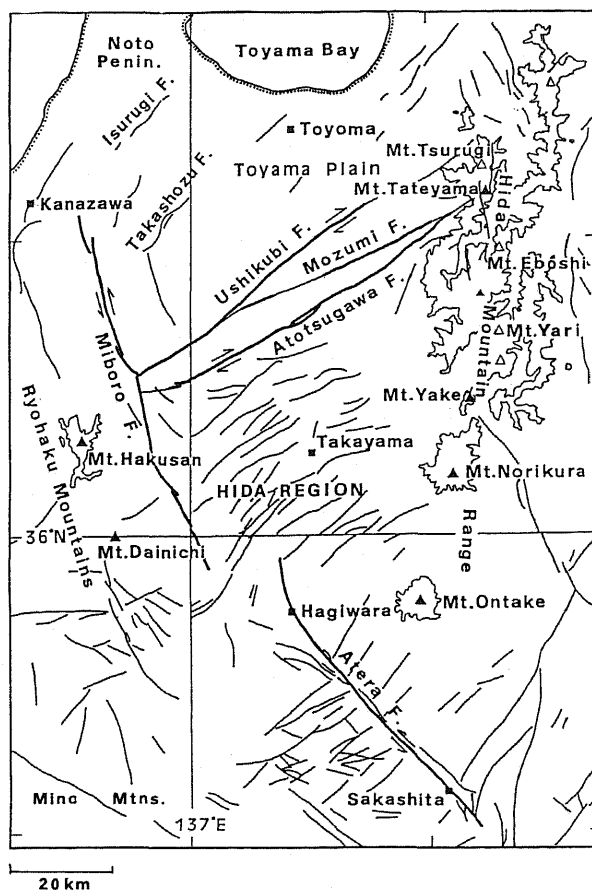 Noto
Penin.
Toyama Bay
Isurugi F.
Toyoma
Mt.Tsurugi
Toyama Plain
Takashozu F.
Mt.Tateyama
Hida
Kanazawa
Ushikubi F.
Mozumi F.
Mt.Eboshi
Atotsugawa F.
Mountain
Mt.Yari
Miboro F.
Mt.Yake
Ryohaku Mountains
Takayama
Mt.Hakusan
Mt.Norikura
HIDA REGION
Range
36°N
Mt.Dainichi
Hagiwara
Mt.Ontake
Atera F.
Mino Mtns.
Sakashita
137°E
20km